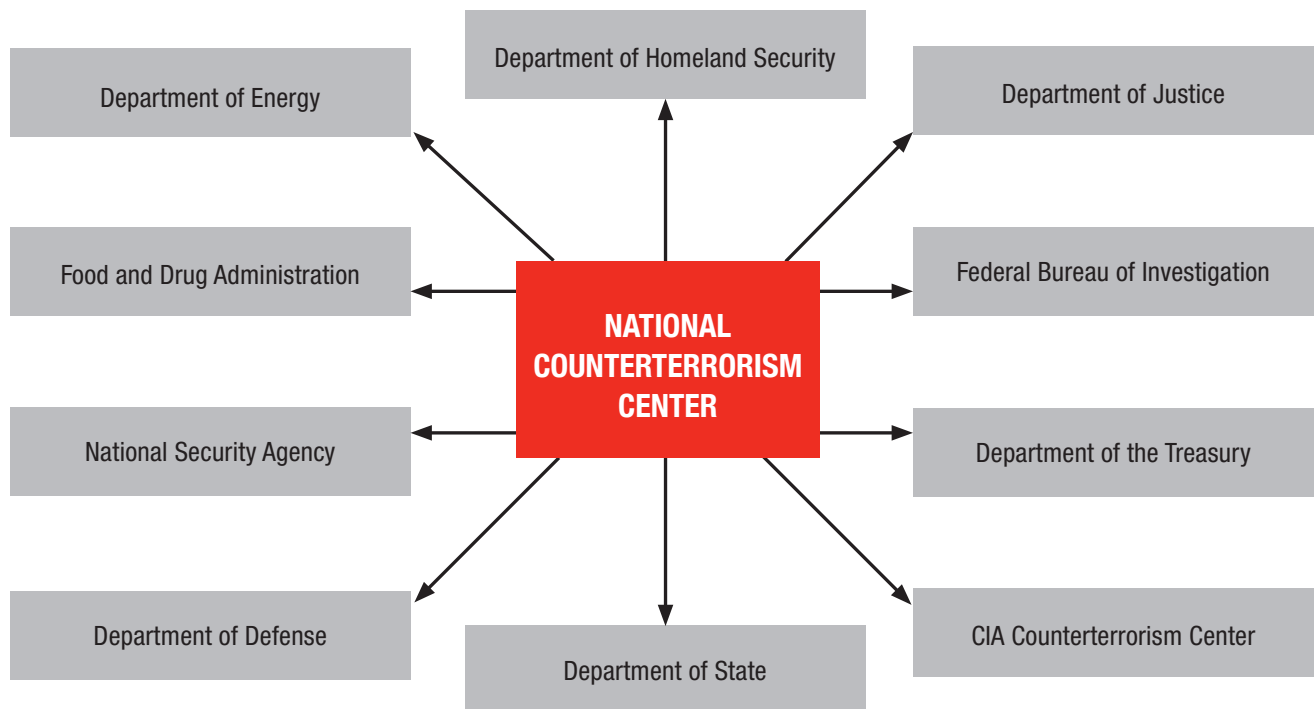 Department of Homeland Security
Department of Energy
Department of Justice
Food and Drug Administration
Federal Bureau of Investigation
NATIONAL
COUNTERTERRORISM
CENTER
National Security Agency
Department of the Treasury
Department of Defense
CIA Counterterrorism Center
Department of State